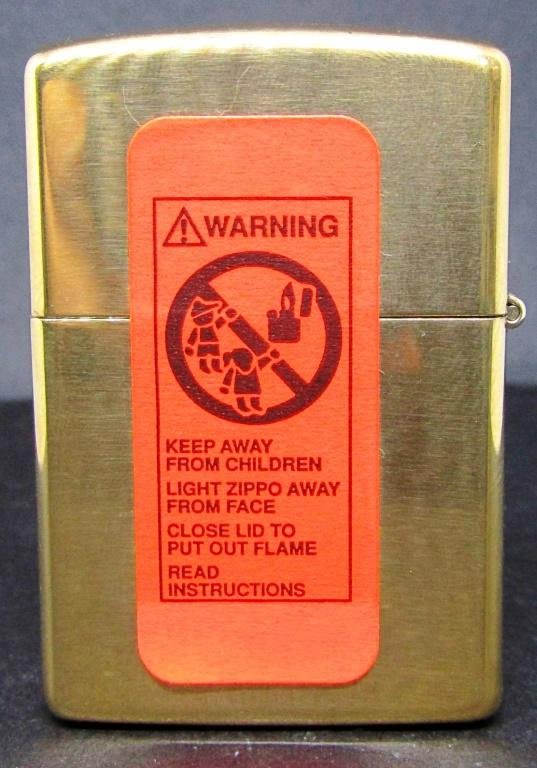 WARNING
KEEP AWAY
FROM CHILDREN
LIGHT ZIPPO AWAY
FROM FACE
CLOSE LID TO
PUT OUT FLAME
READ
INSTRUCTIONS